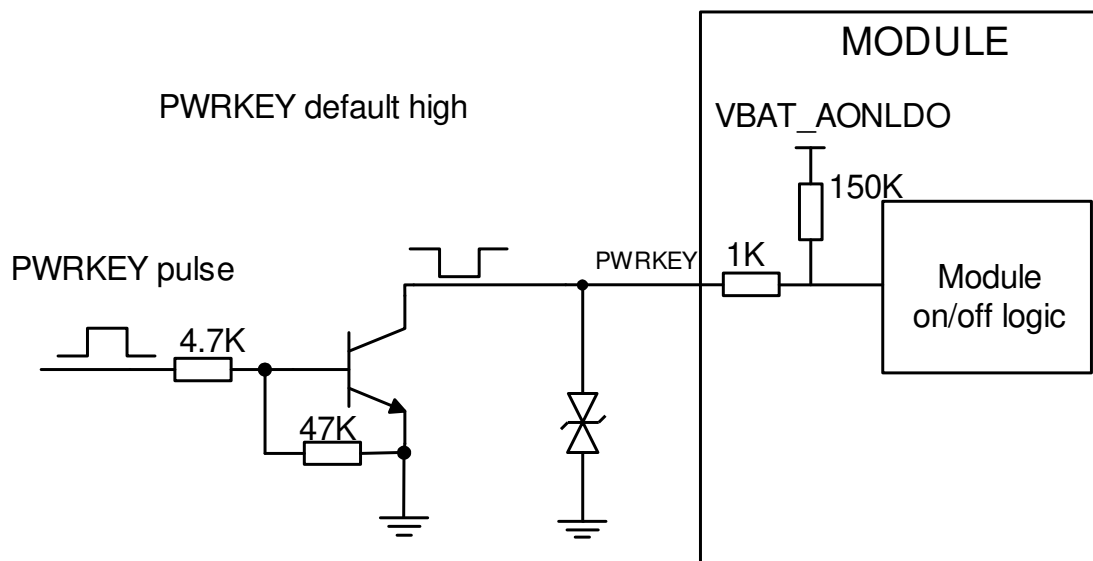 MODULE
PWRKEY default high
VBAT_AONLDO
150K
PWRKEY pulse
PWRKEY
1K
Module
on/off logic
4.7K
47K